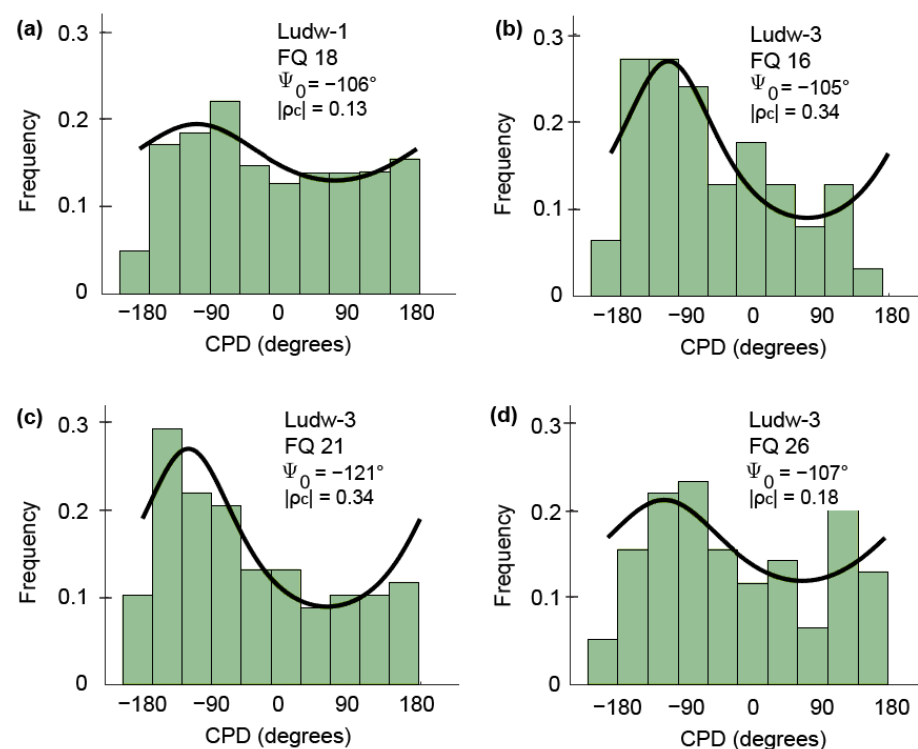 (a)
Ludw-1
FQ 18
Ψ0 = −106°
|ρc| = 0.13
Frequency
0.3
0.2
0.1
0
−180 −90 0 90 180
CPD (degrees)
(b)
Ludw-3
FQ 16
Ψ0 = −105°
|ρc| = 0.34
Frequency
0.3
0.2
0.1
0
−180 −90 0 90 180
CPD (degrees)
(c)
Ludw-3
FQ 21
Ψ0 = −121°
|ρc| = 0.34
Frequency
0.3
0.2
0.1
0
−180 −90 0 90 180
CPD (degrees)
(d)
Ludw-3
FQ 26
Ψ0 = −107°
|ρc| = 0.18
Frequency
0.3
0.2
0.1
0
−180 −90 0 90 180
CPD (degrees)